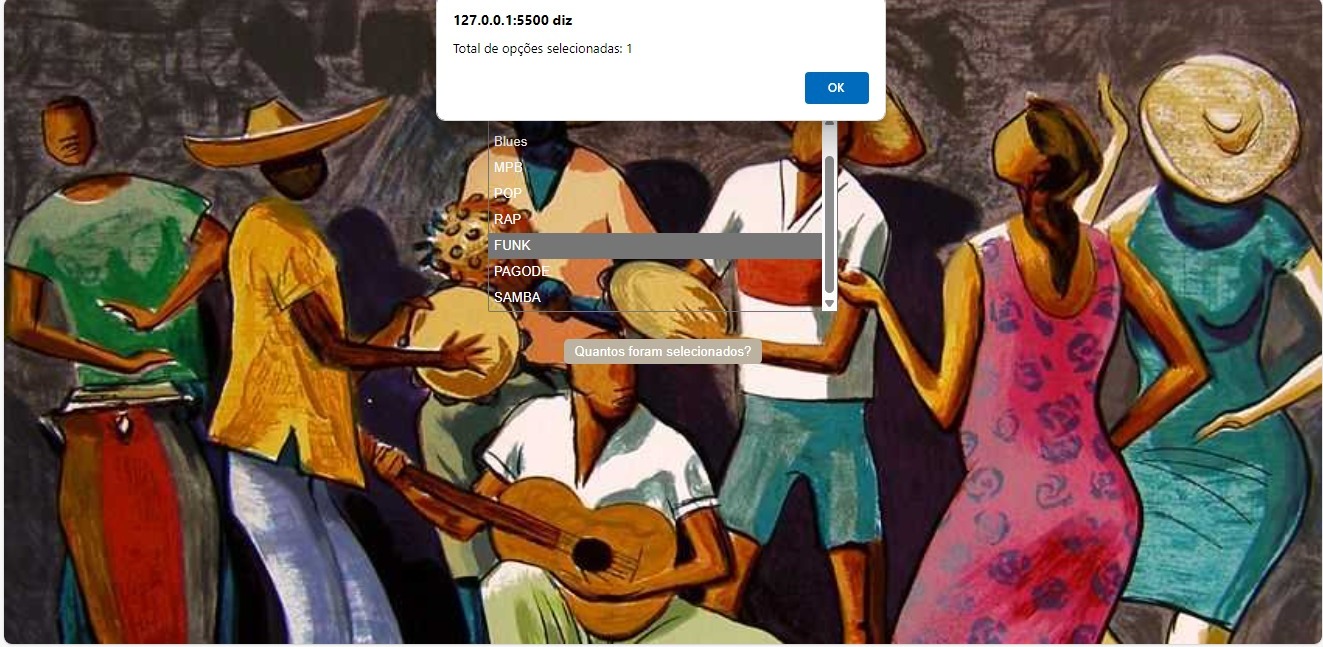 127.0.0.1:5500 diz
Total de opções selecionadas: 1
OK
Blues
MPB
POP
RAP
FUNK
PAGODE
SAMBA
Quantos foram selecionados?